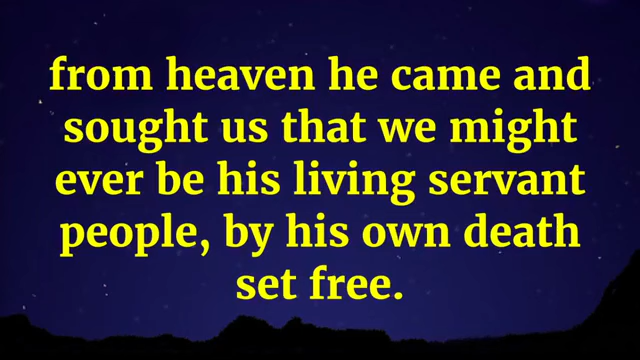 from heaven he came and
sought us that we might
ever be his living servant
people, by his own death
set free.